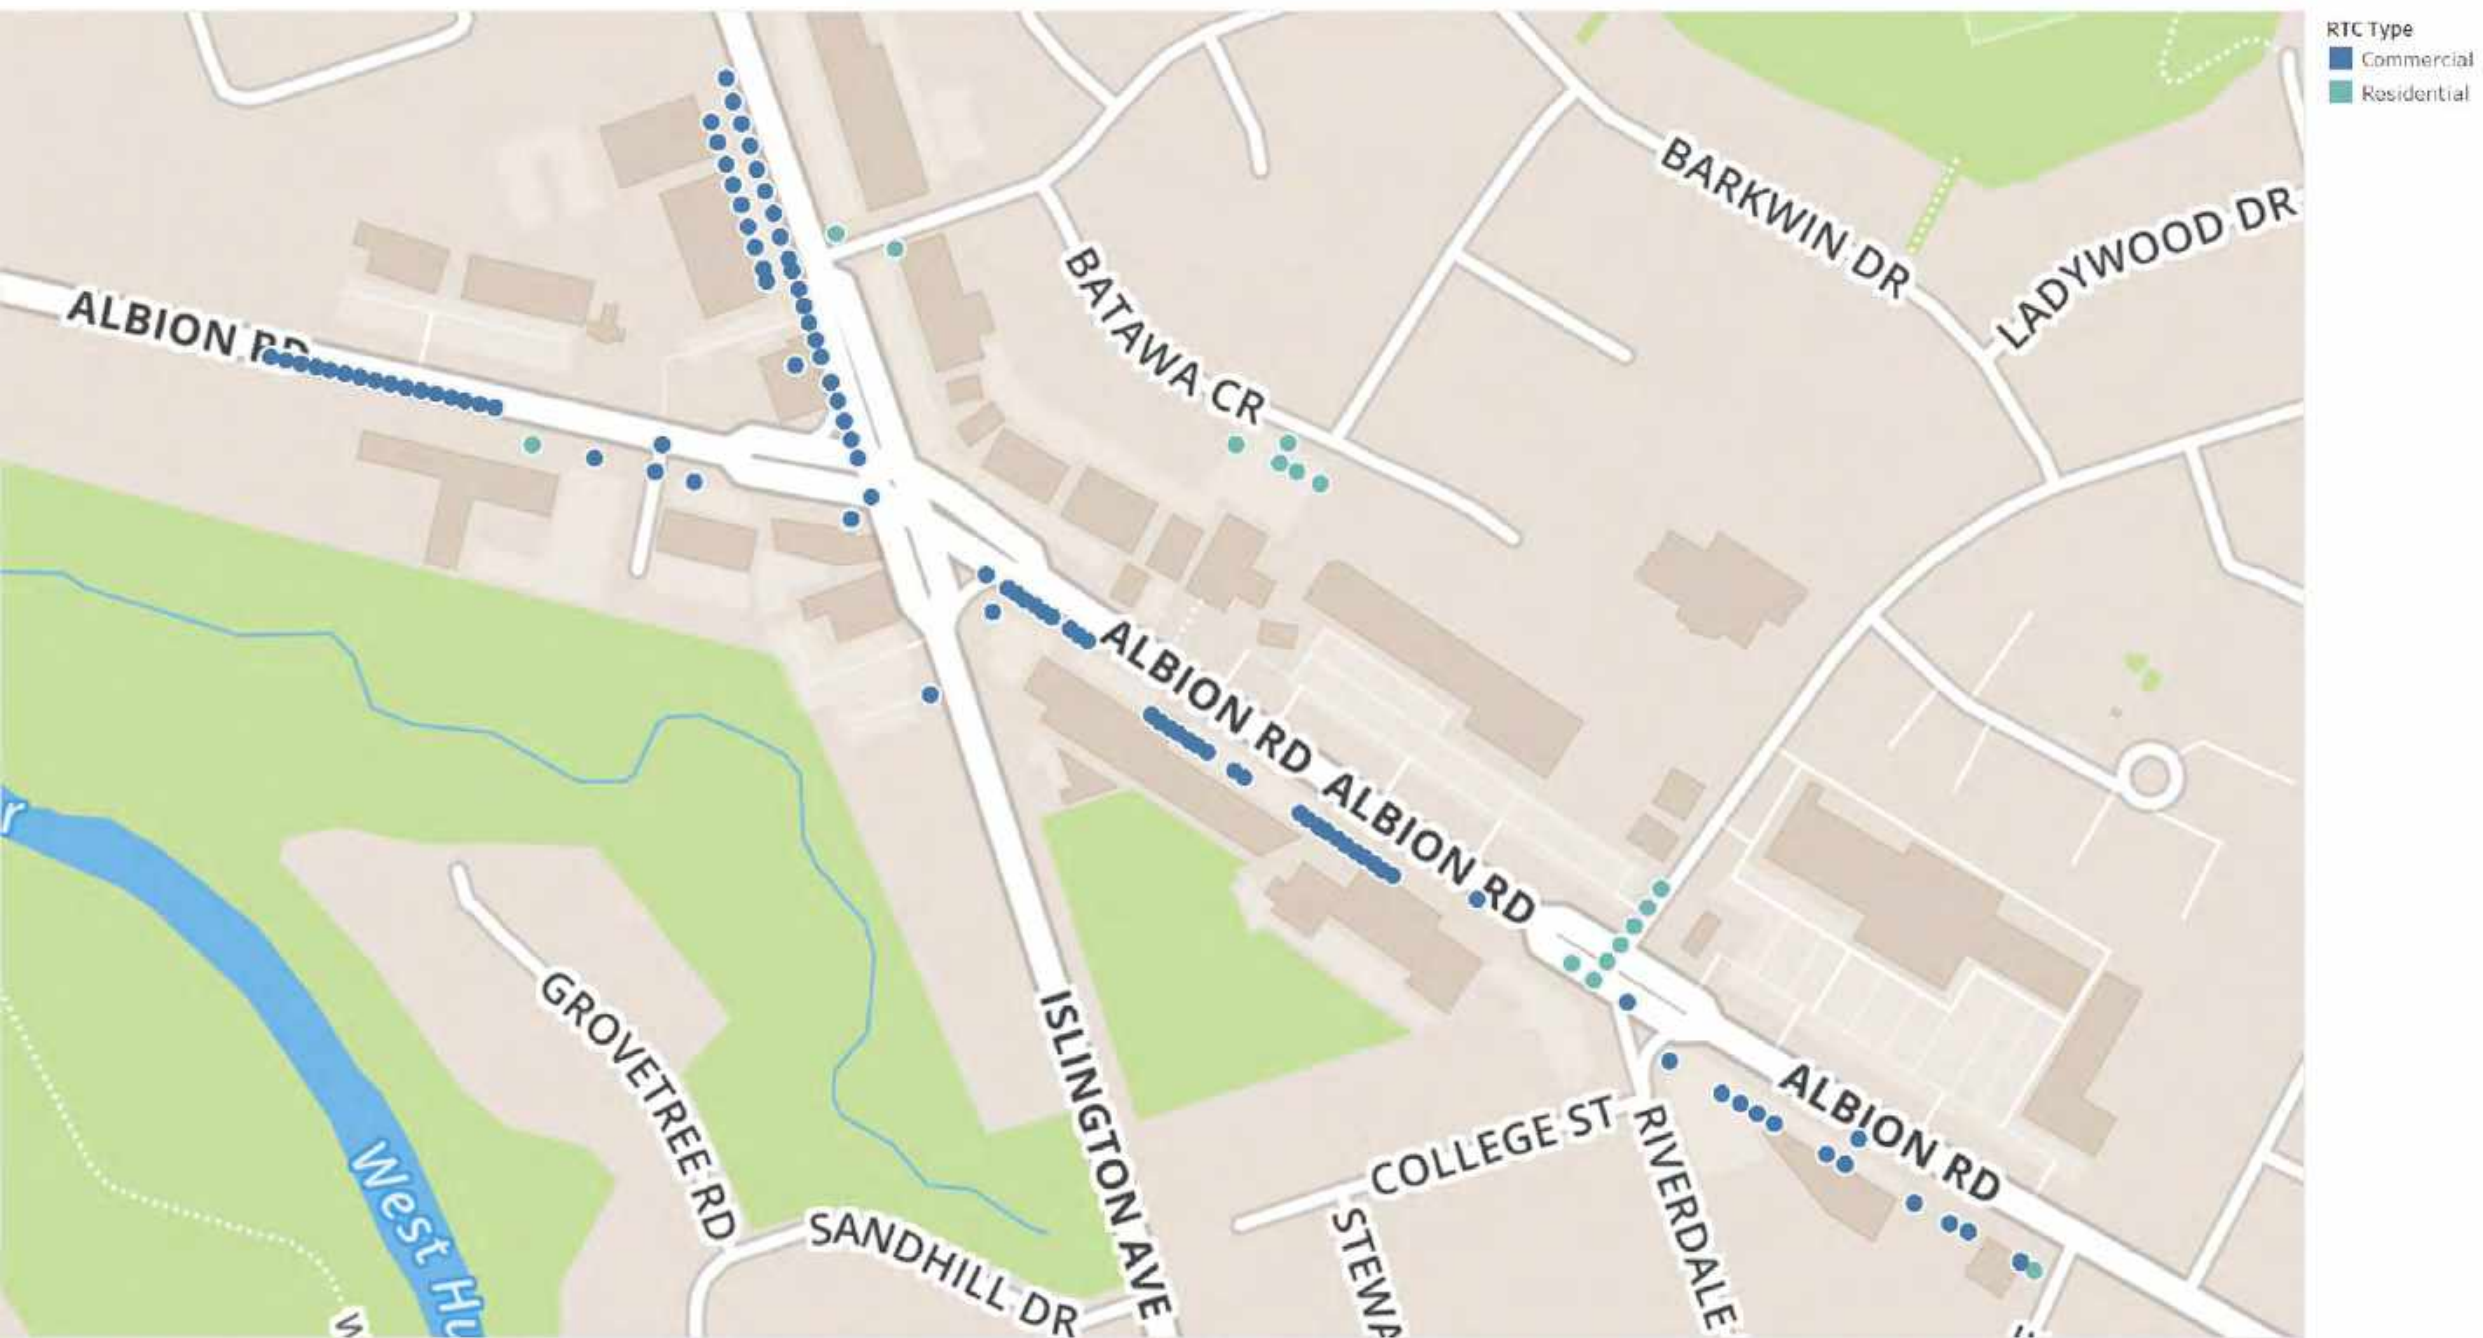 RTC Type
Commercial
Residential
BARKWIN DR
LADYWOOD DR
BATAWA CR
ALBION RD
ALBION RD
ALBION RD
ALBION RD
GROVETREE RD
ISLINGTON AVE
COLLEGE ST
RIVERDALE
STEWA
SANDHILL DR
West Hu
r
W